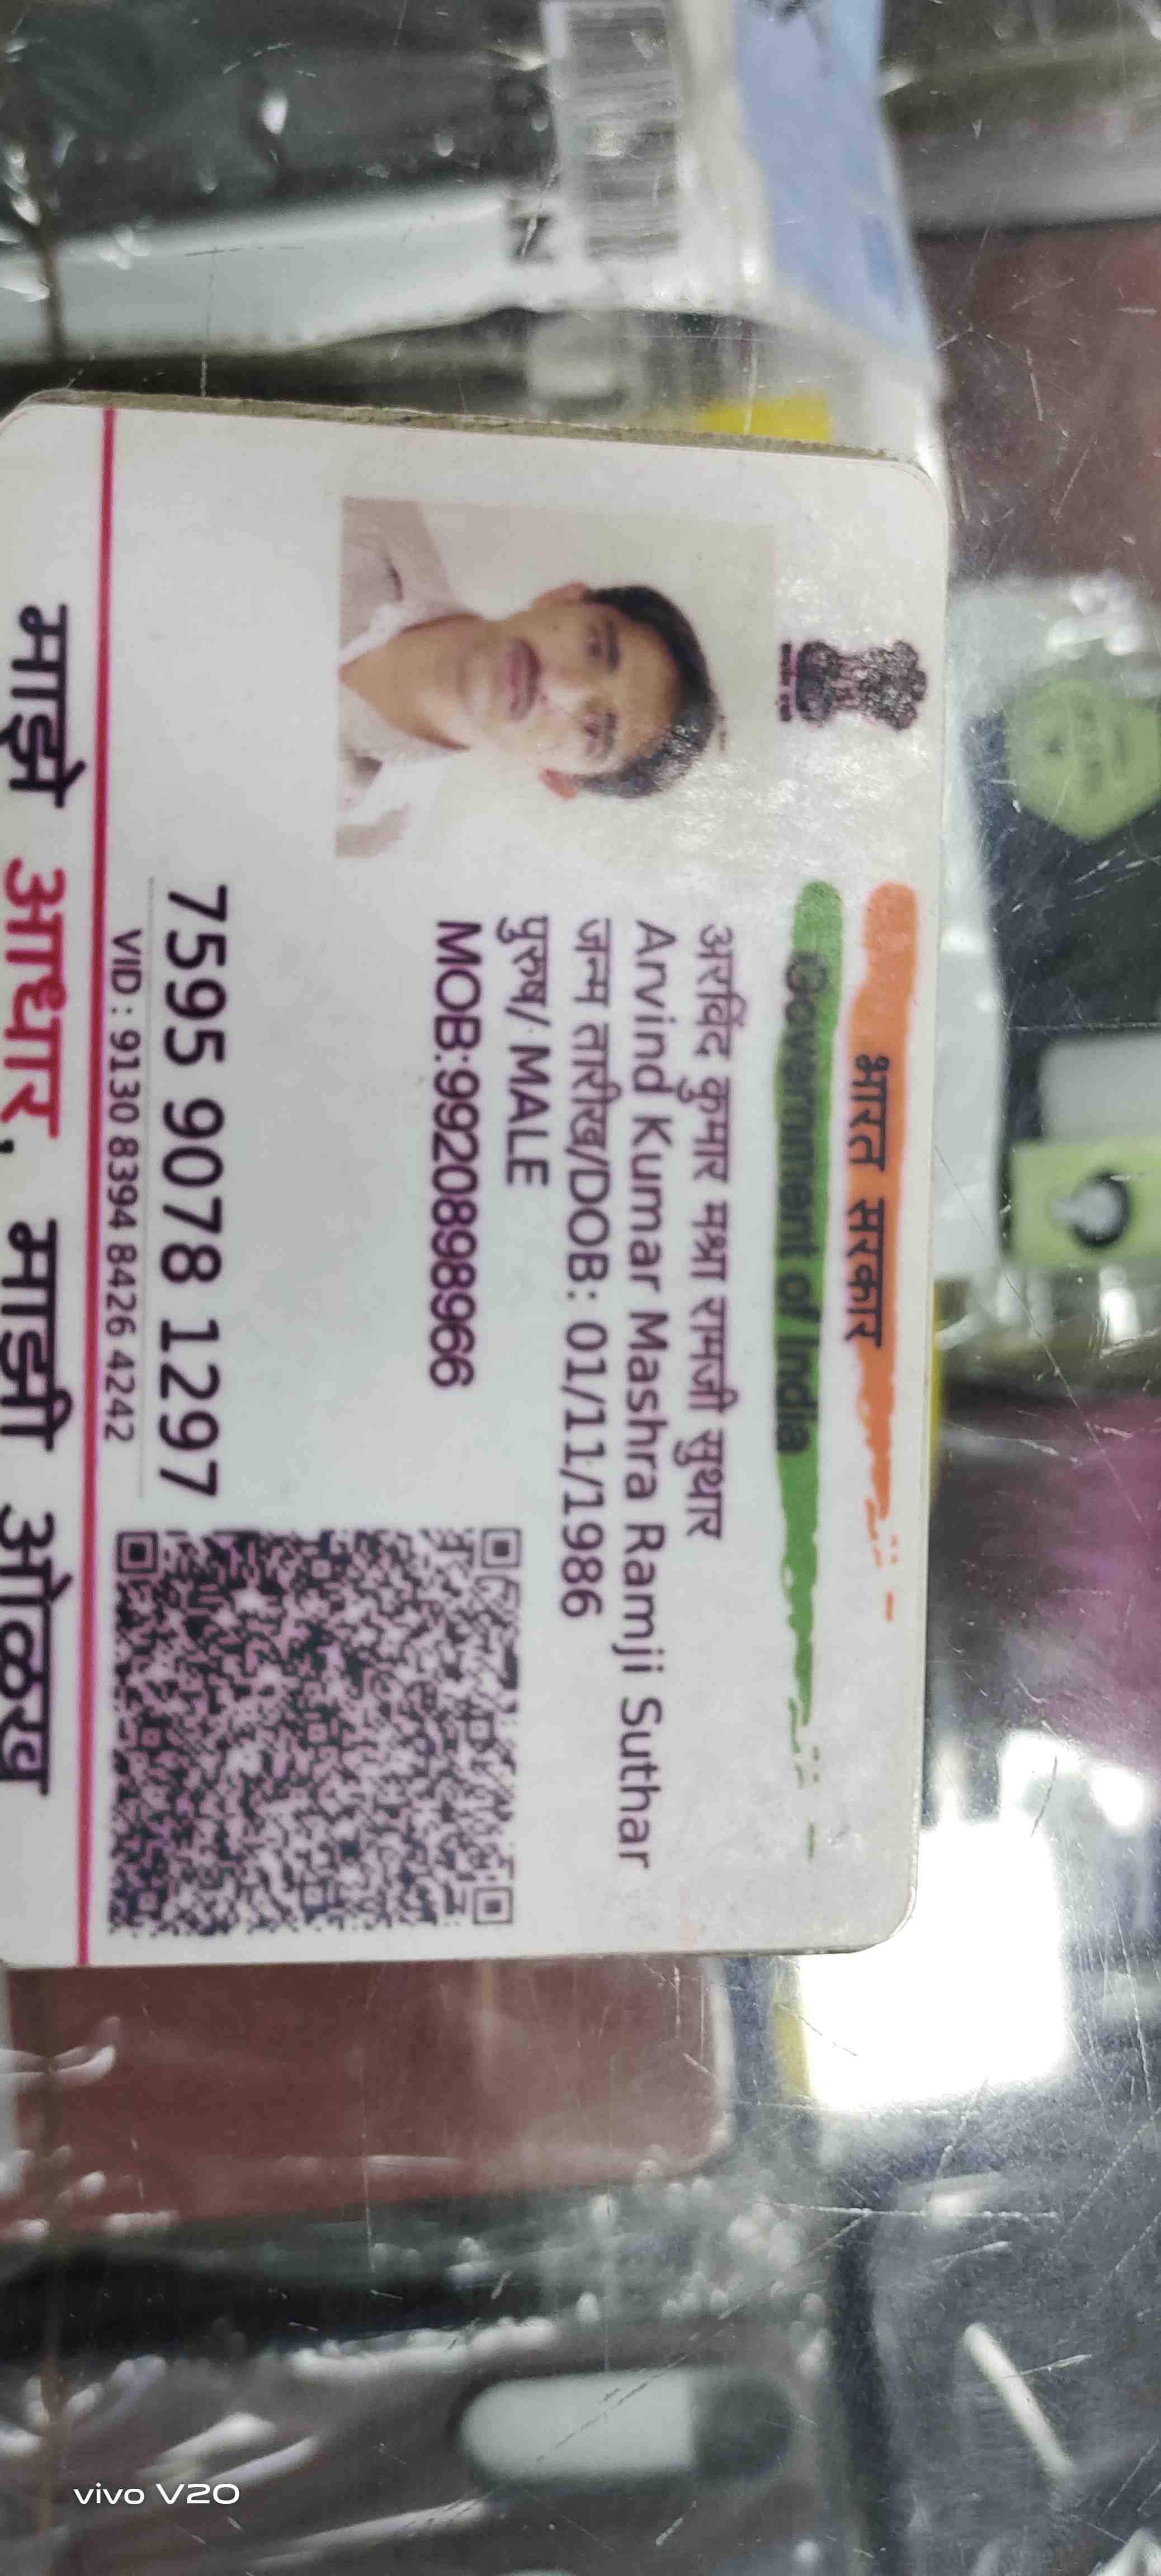 भारत सरकार
Government of India
अरविंद कुमार मश्रा रामजी सुथार
Arvind Kumar Mashra Ramji Suthar
जन्म तारीख/DOB: 01/11/1986
पुरुष/ MALE
MOB:9920898966
7595 9078 1297
VID : 9130 8394 8426 4242
माझे आधार, माझी ओळख
vivo V20